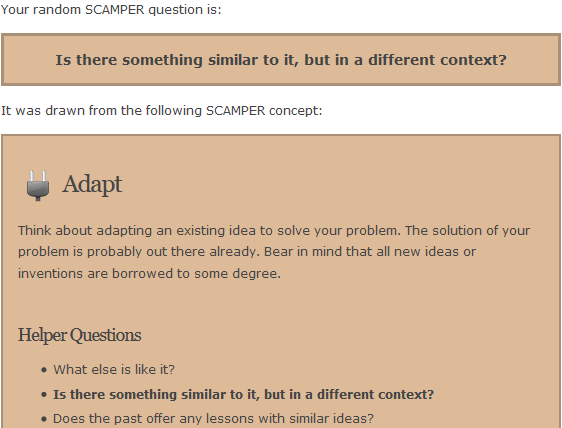 Your random SCAMPER question is:
Is there something similar to it, but in a different context?
It was drawn from the following SCAMPER concept:
Adapt
Think about adapting an existing idea to solve your problem. The solution of your
problem is probably out there already. Bear in mind that all new ideas or
inventions are borrowed to some degree.
Helper Questions
• What else is like it?
• Is there something similar to it, but in a different context?
• Does the past offer any lessons with similar ideas?